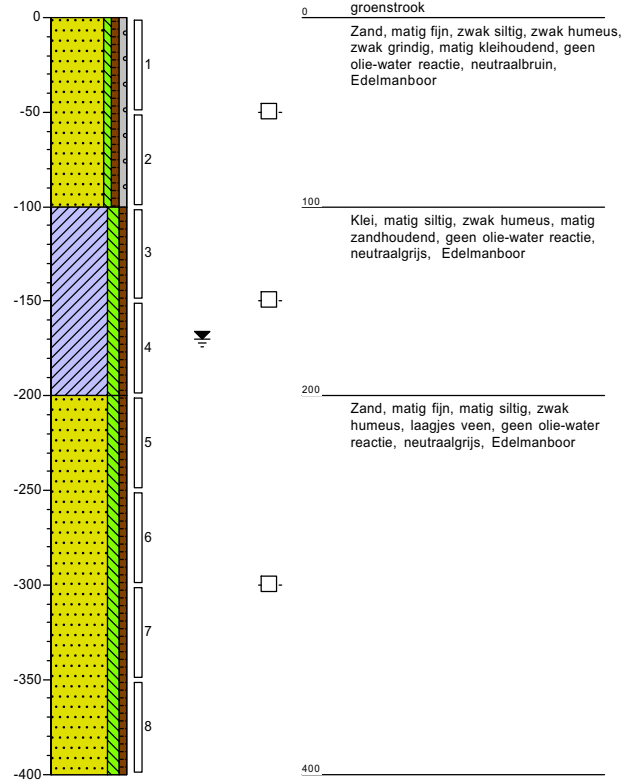 groenstrook
0
0
Zand, matig fijn, zwak siltig, zwak humeus,
zwak grindig, matig kleihoudend, geen
olie-water reactie, neutraalbruin,
Edelmanboor
1
-50
2
-100
100
Klei, matig siltig, zwak humeus, matig
zandhoudend, geen olie-water reactie,
neutraalgrijs, Edelmanboor
3
-150
4
-200
200
Zand, matig fijn, matig siltig, zwak
humeus, laagjes veen, geen olie-water
reactie, neutraalgrijs, Edelmanboor
5
-250
6
-300
7
-350
8
-400
400